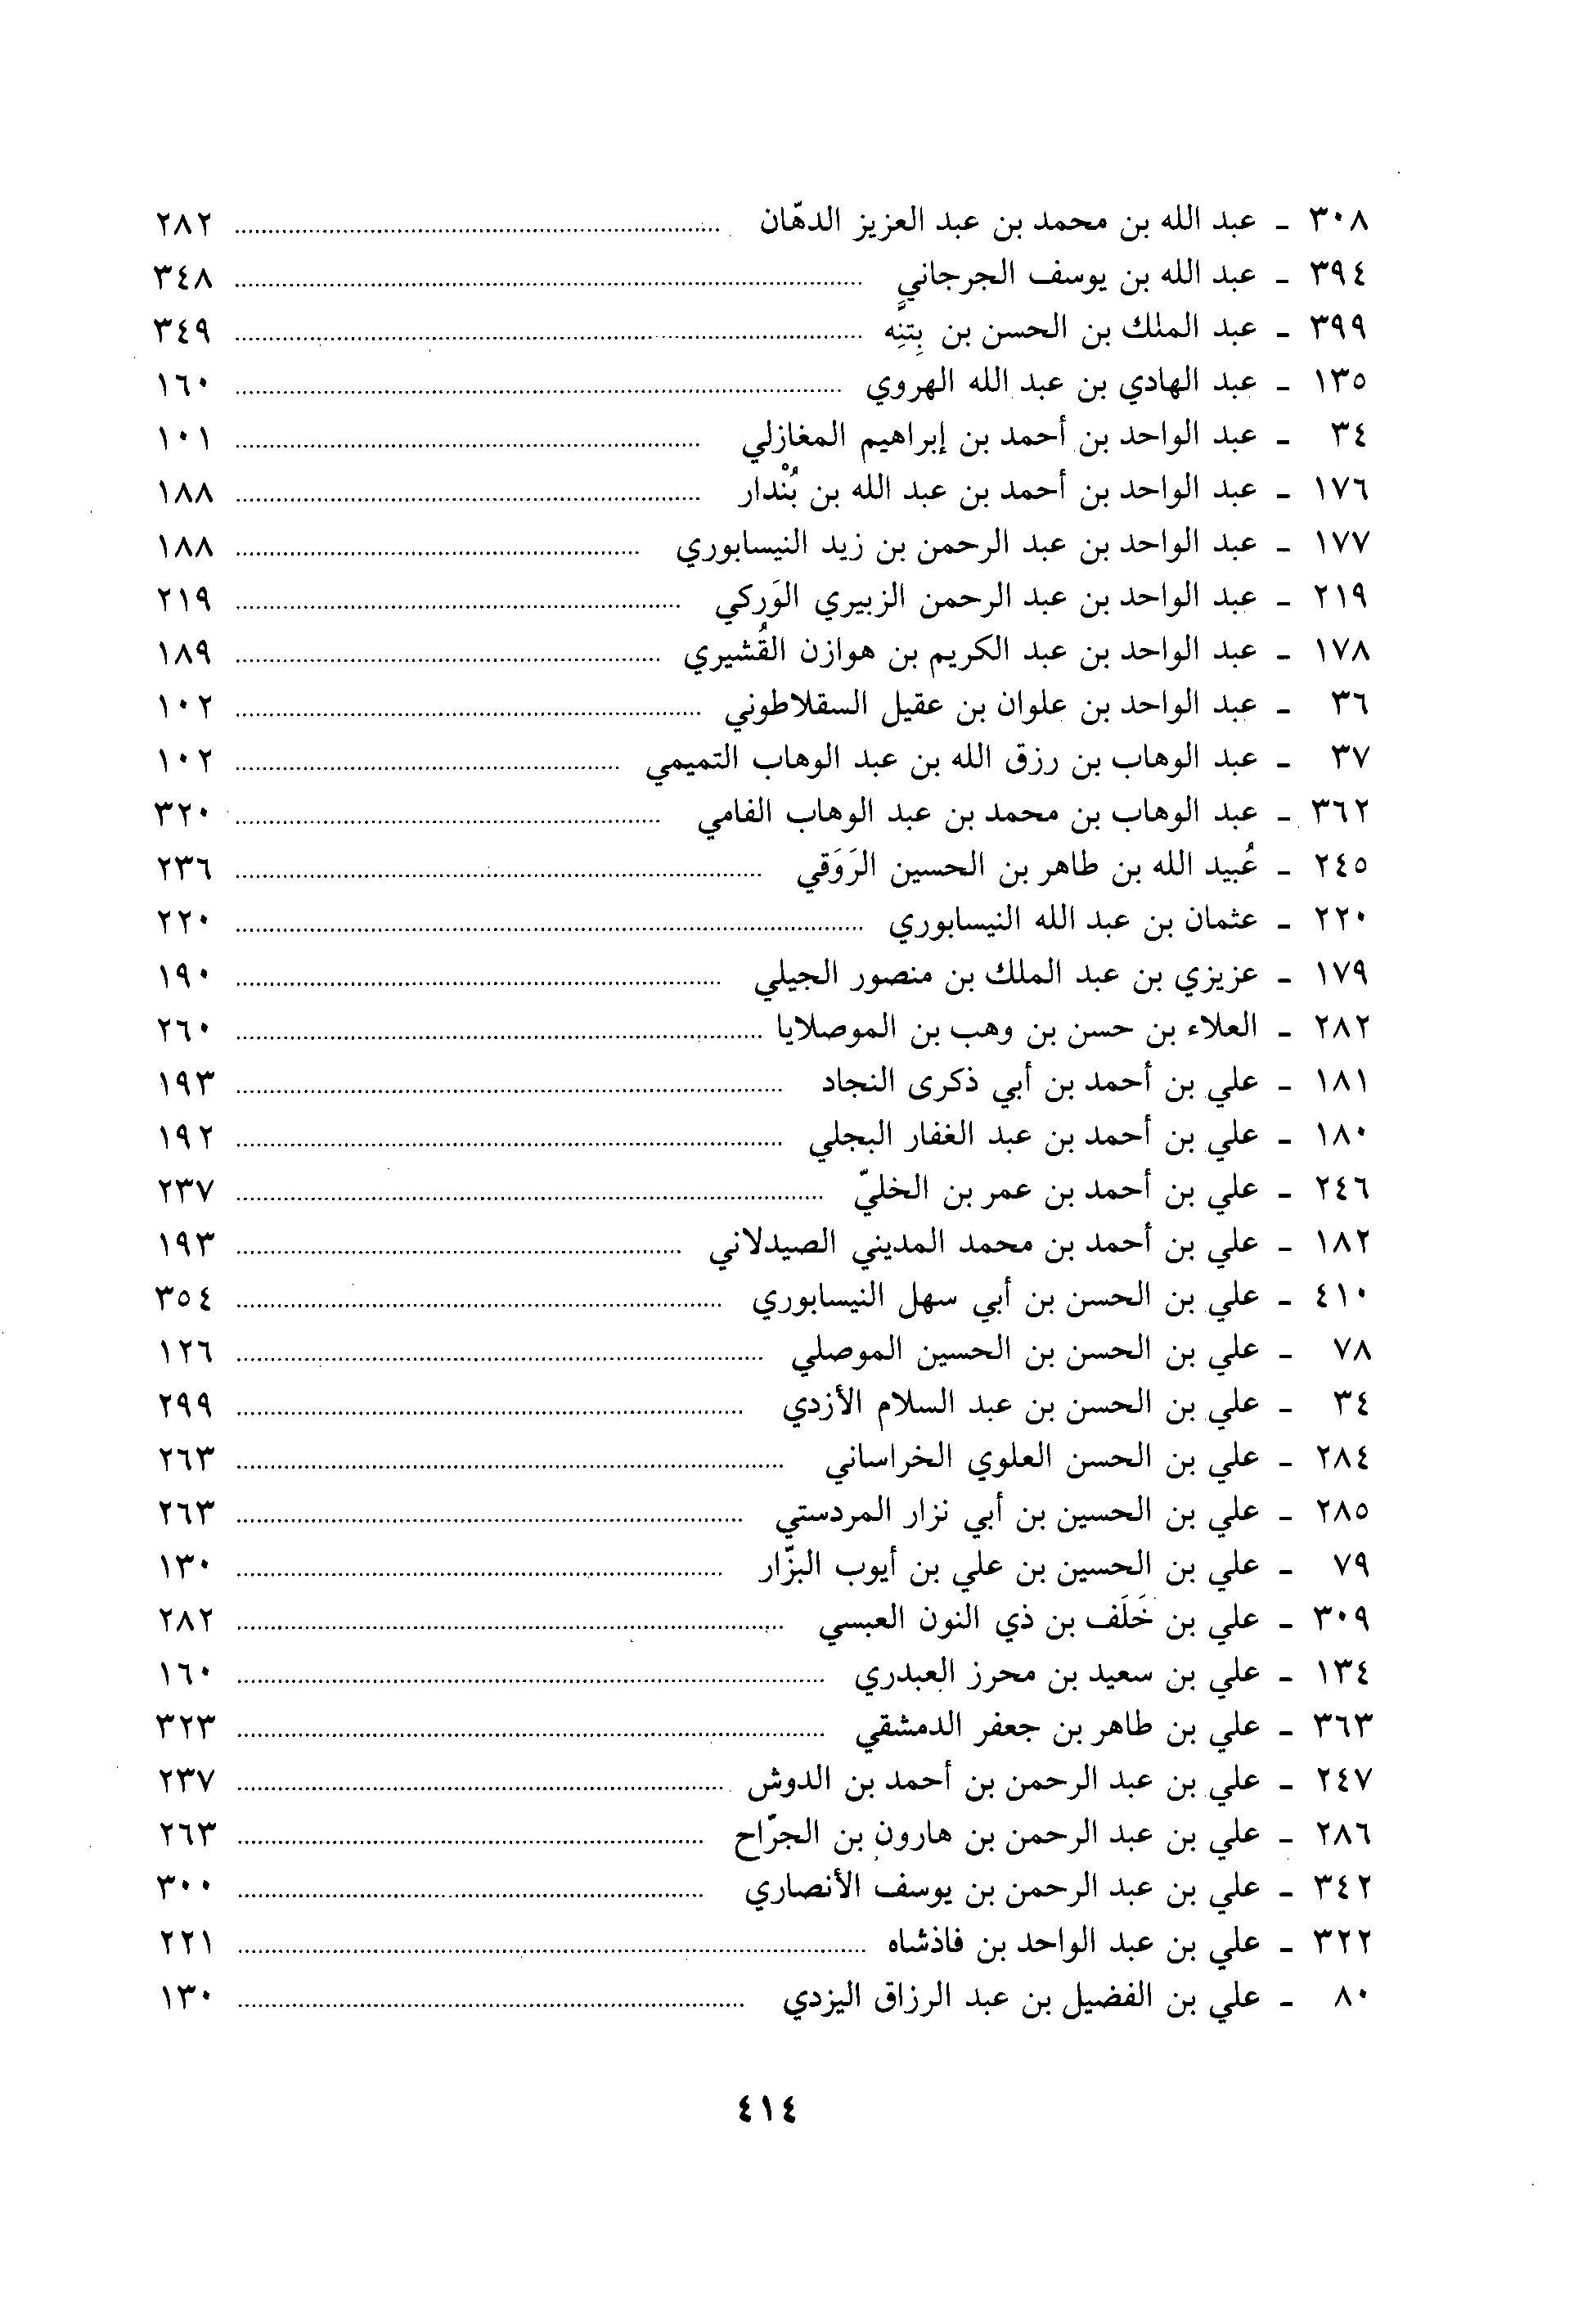 ٣٠٨ - عبد الله بن محمد بن عبد العزيز الدهّان ........ ٢٨٢
٣٩٤ - عبد الله بن يوسف الجرجاني ........ ٣٤٨
٣٩٩ - عبد الملك بن الحسن بن بِتنِّه ........ ٣٤٩
١٣٥ - عبد الهادي بن عبد الله الهروي ........ ١٦٠
٣٤ - عبد الواحد بن أحمد بن إبراهيم المغازلي ........ ١٠١
١٧٦ - عبد الواحد بن أحمد بن عبد الله بن بُنْدار ........ ١٨٨
١٧٧ - عبد الواحد بن عبد الرحمن بن زيد النيسابوري ........ ١٨٨
٢١٩ - عبد الواحد بن عبد الرحمن الزبيري الوَركي ........ ٢١٩
١٧٨ - عبد الواحد بن عبد الكريم بن هوازن القُشيري ........ ١٨٩
٣٦ - عبد الواحد بن علوان بن عقيل السقلاطوني ........ ١٠٢
٣٧ - عبد الوهاب بن رزق الله بن عبد الوهاب التميمي ........ ١٠٢
٣٦٢ - عبد الوهاب بن محمد بن عبد الوهاب الفامي ........ ٣٢٠
٢٤٥ - عُبيد الله بن طاهر بن الحسين الرَوَقي ........ ٢٣٦
٢٢٠ - عثمان بن عبد الله النيسابوري ........ ٢٢٠
١٧٩ - عزيزي بن عبد الملك بن منصور الجيلي ........ ١٩٠
٢٨٢ - العلاء بن حسن بن وهب بن الموصلايا ........ ٢٦٠
١٨١ - علي بن أحمد بن أبي ذكرى النجاد ........ ١٩٣
١٨٠ - علي بن أحمد بن عبد الغفار البجلي ........ ١٩٢
٢٤٦ - علي بن أحمد بن عمر بن الخليّ ........ ٢٣٧
١٨٢ - علي بن أحمد بن محمد المديني الصيدلاني ........ ١٩٣
٤١٠ - علي بن الحسن بن أبي سهل النيسابوري ........ ٣٥٤
٧٨ - علي بن الحسن بن الحسين الموصلي ........ ١٢٦
٣٤ - علي بن الحسن بن عبد السلام الأزدي ........ ٢٩٩
٢٨٤ - علي بن الحسن العلوي الخراساني ........ ٢٦٣
٢٨٥ - علي بن الحسين بن أبي نزار المردستي ........ ٢٦٣
٧٩ - علي بن الحسين بن علي بن أيوب البزّار ........ ١٣٠
٣٠٩ - علي بن خَلَف بن ذي النون العبسي ........ ٢٨٢
١٣٤ - علي بن سعيد بن محرز العبدري ........ ١٦٠
٣٦٣ - علي بن طاهر بن جعفر الدمشقي ........ ٣٢٣
٢٤٧ - علي بن عبد الرحمن بن أحمد بن الدوش ........ ٢٣٧
٢٨٦ - علي بن عبد الرحمن بن هارون بن الجرّاح ........ ٢٦٣
٣٤٢ - علي بن عبد الرحمن بن يوسف الأنصاري ........ ٣٠٠
٣٢٢ - علي بن عبد الواحد بن فاذشاه ........ ٢٢١
٨٠ - علي بن الفضيل بن عبد الرزاق اليزدي ........ ١٣٠
٤١٤